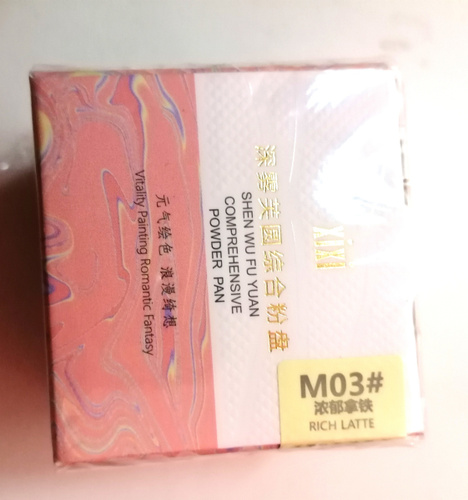 xixi
深雾芙圆综合粉盘
SHEN WU FU YUAN
COMPREHENSIVE
POWDER PAN
元气绘色 浪漫绮想
Vitality Painting Romantic Fantasy
M03#
浓郁拿铁
RICH LATTE